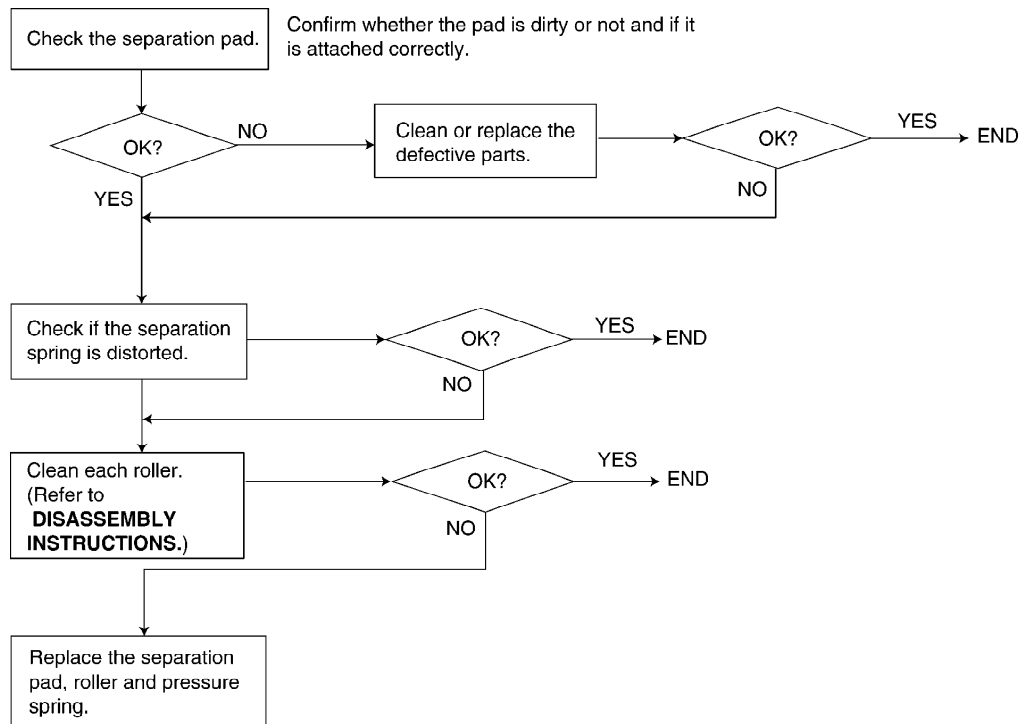 Check the separation pad.
Confirm whether the pad is dirty or not and if it
is attached correctly.
OK?
NO
Clean or replace the
defective parts.
OK?
YES
END
NO
YES
Check if the separation
spring is distorted.
OK?
YES
END
NO
Clean each roller.
(Refer to
DISASSEMBLY
INSTRUCTIONS.)
OK?
YES
END
NO
Replace the separation
pad, roller and pressure
spring.